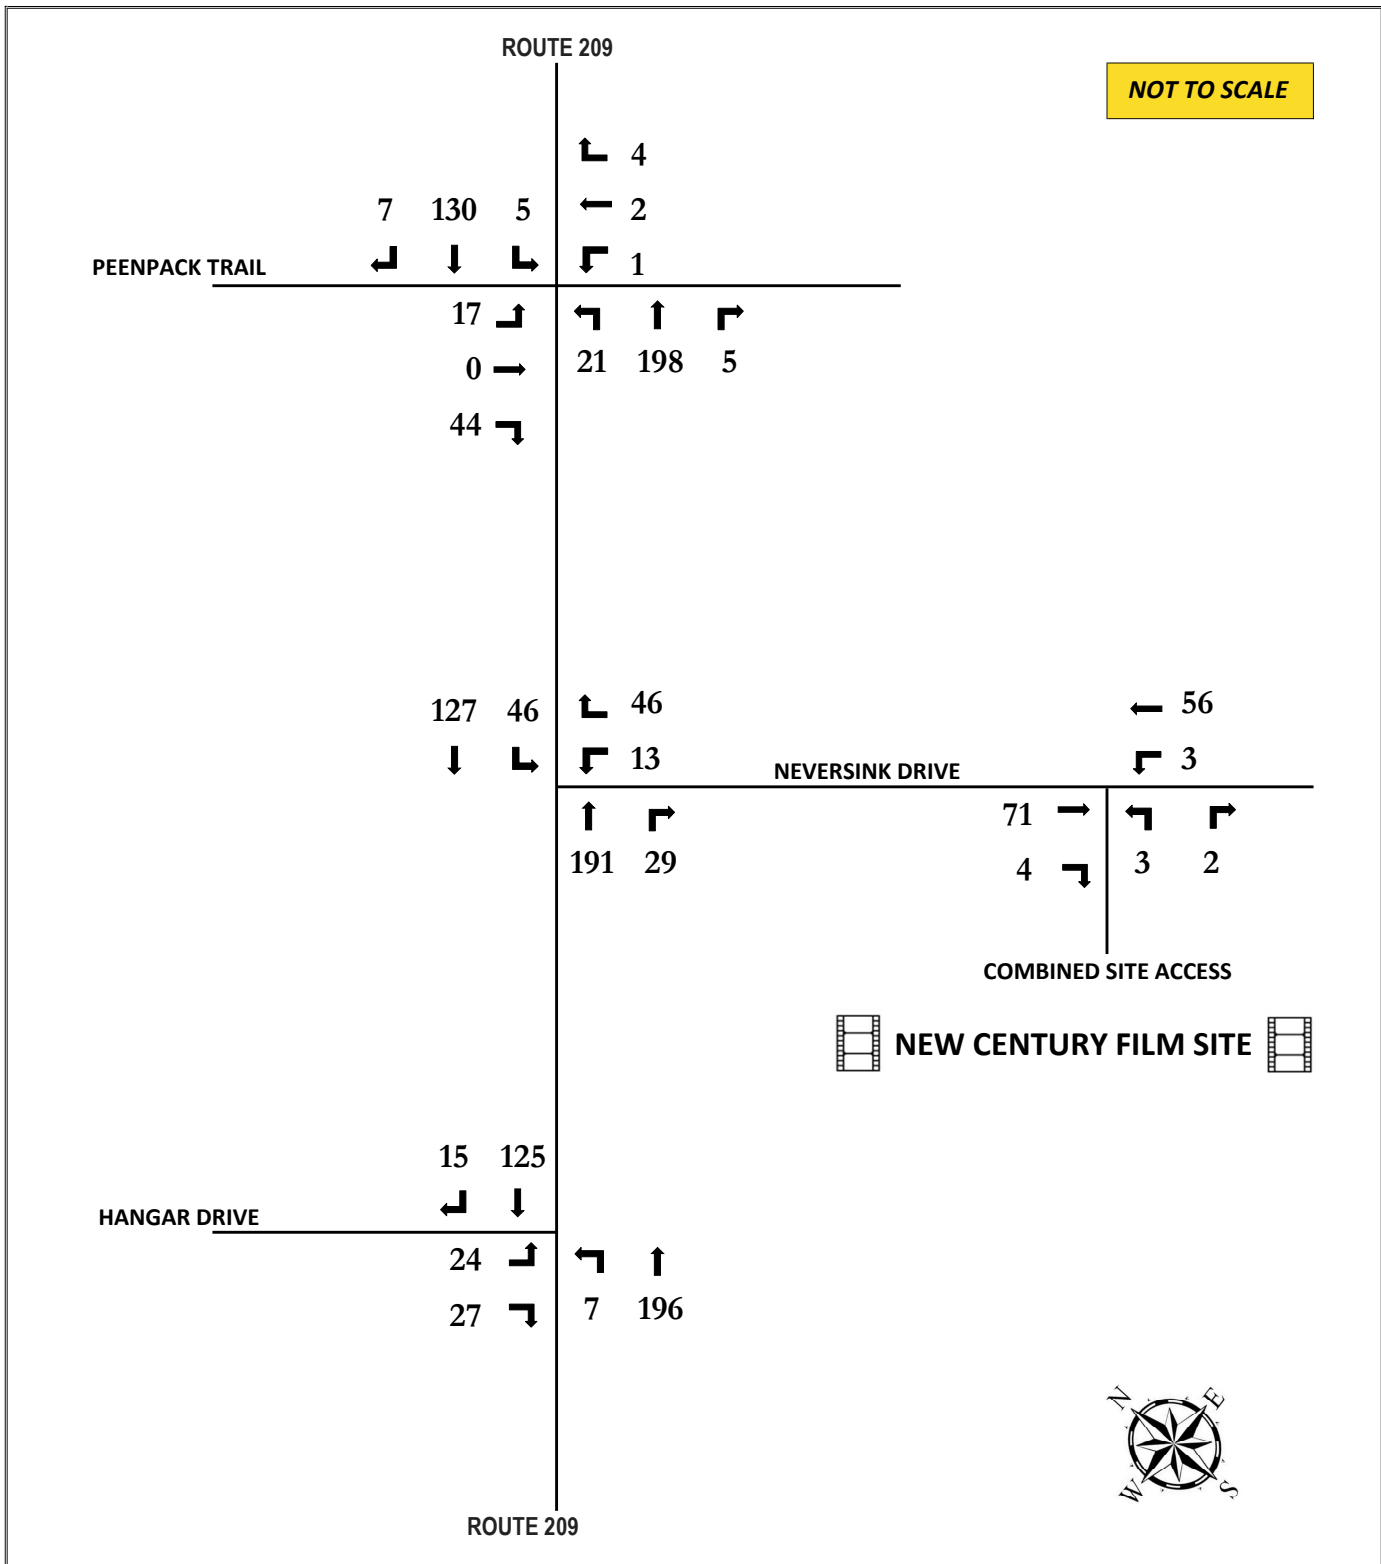 ROUTE 209
NOT TO SCALE
4
7 130 5 2
PEENPACK TRAIL 1
17
0 21 198 5
44
127 46 46 56
13 3
NEVERSINK DRIVE
71
191 29 4 3 2
COMBINED SITE ACCESS
NEW CENTURY FILM SITE
15 125
HANGAR DRIVE
24
27 7 196
N E
W S
ROUTE 209